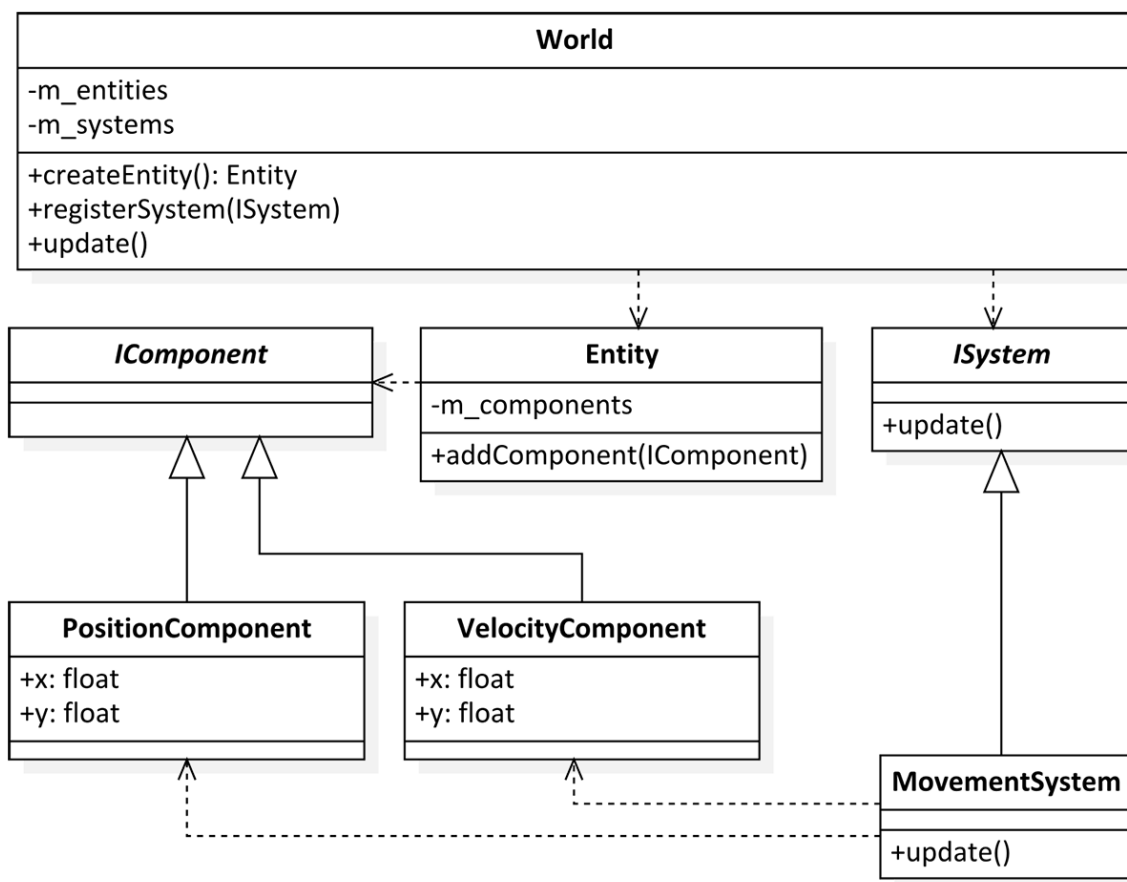 World
-m_entities
-m_systems
+createEntity(): Entity
+registerSystem(ISystem)
+update()
IComponent
Entity
-m_components
+addComponent(IComponent)
ISystem
+update()
PositionComponent
+x: float
+y: float
VelocityComponent
+x: float
+y: float
MovementSystem
+update()